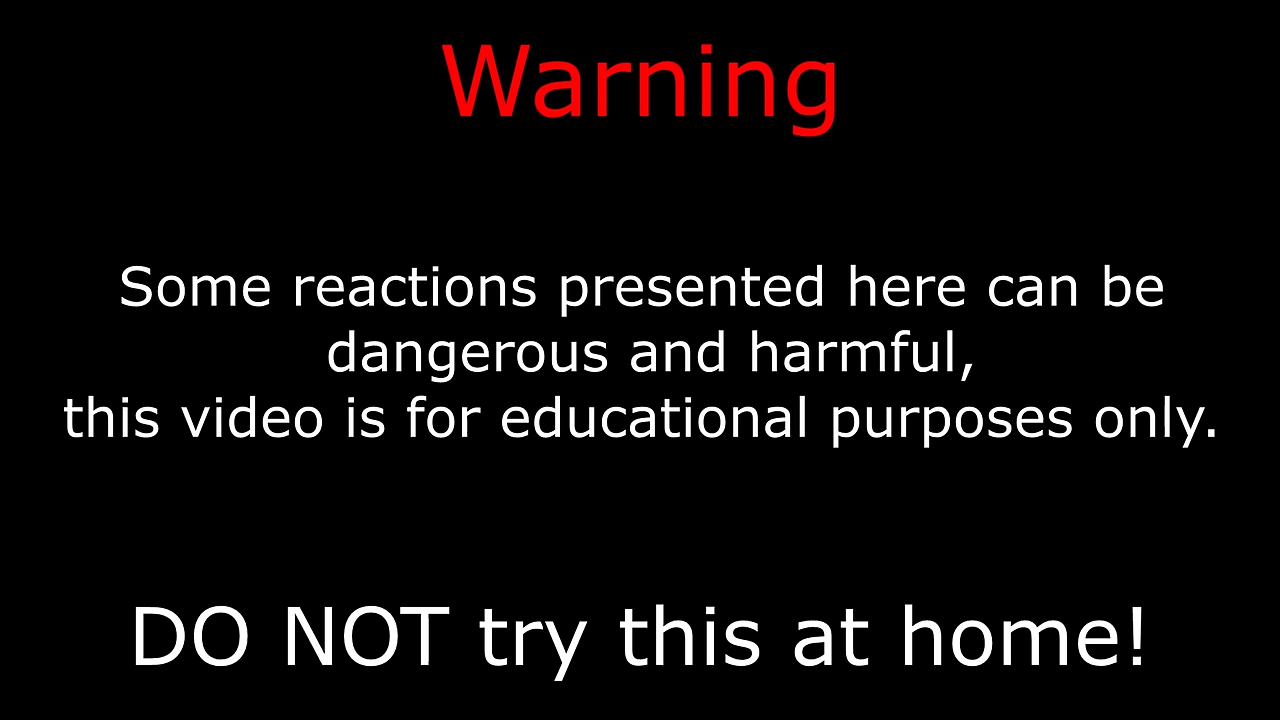 Warning
Some reactions presented here can be
dangerous and harmful,
this video is for educational purposes only.
DO NOT try this at home!